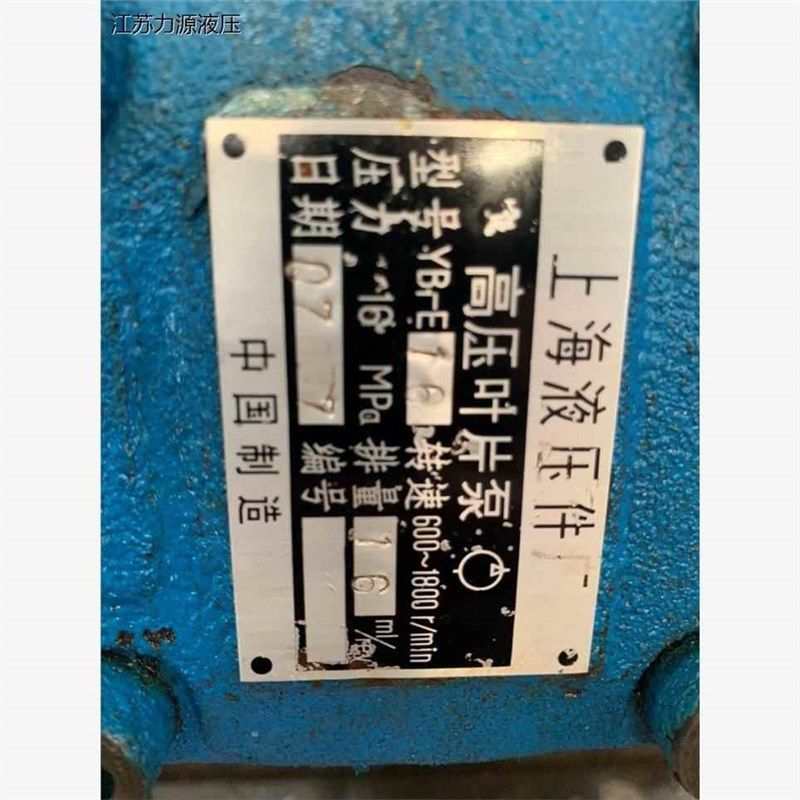 江苏力源液压
上海液压件厂
高压叶片泵
型号 YB-E 16 转速 600~1800 r/min
压力 16 MPa 排量 16 ml/
日期 07 7 编号
中国制造